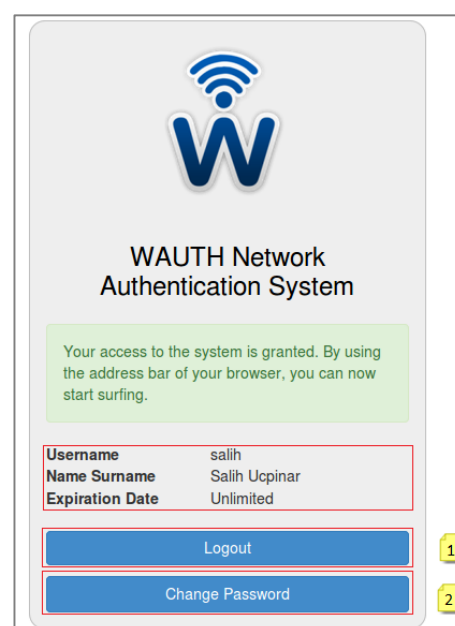 W
WAUTH Network
Authentication System
Your access to the system is granted. By using
the address bar of your browser, you can now
start surfing.
Username salih
Name Surname Salih Ucpinar
Expiration Date Unlimited
Logout
1
Change Password
2